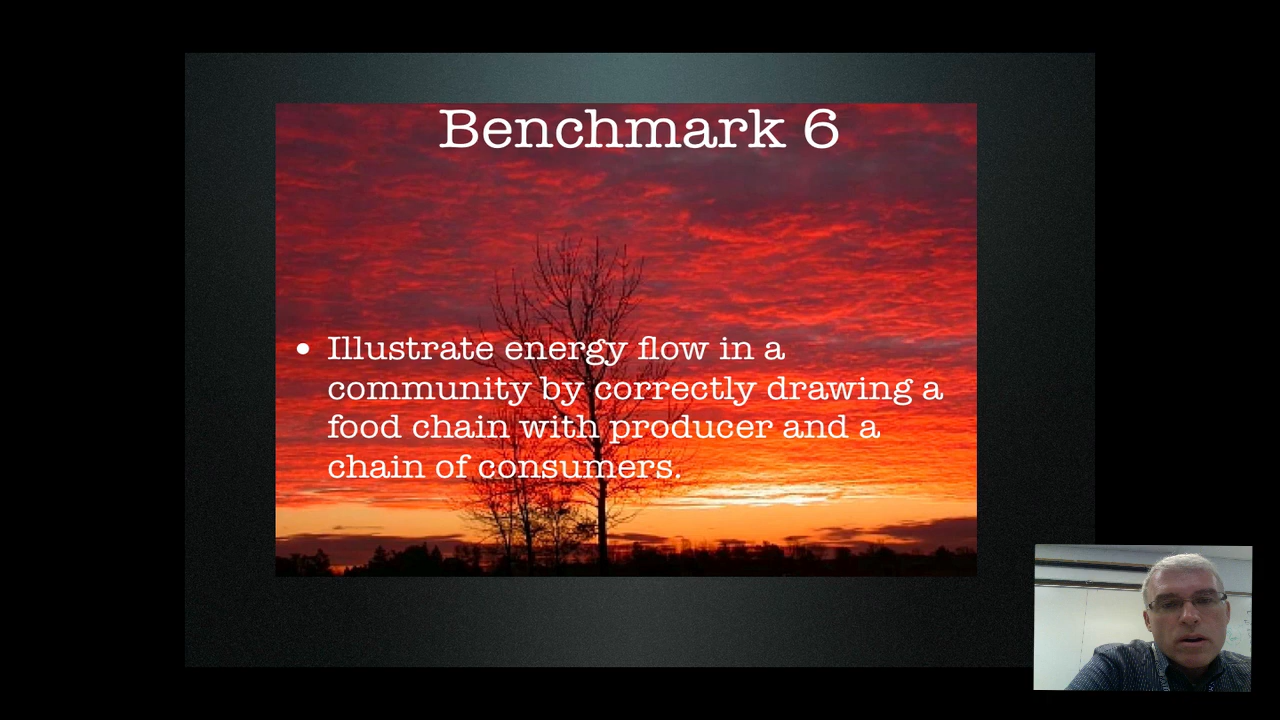 Benchmark 6
• Illustrate energy flow in a
community by correctly drawing a
food chain with producer and a
chain of consumers.